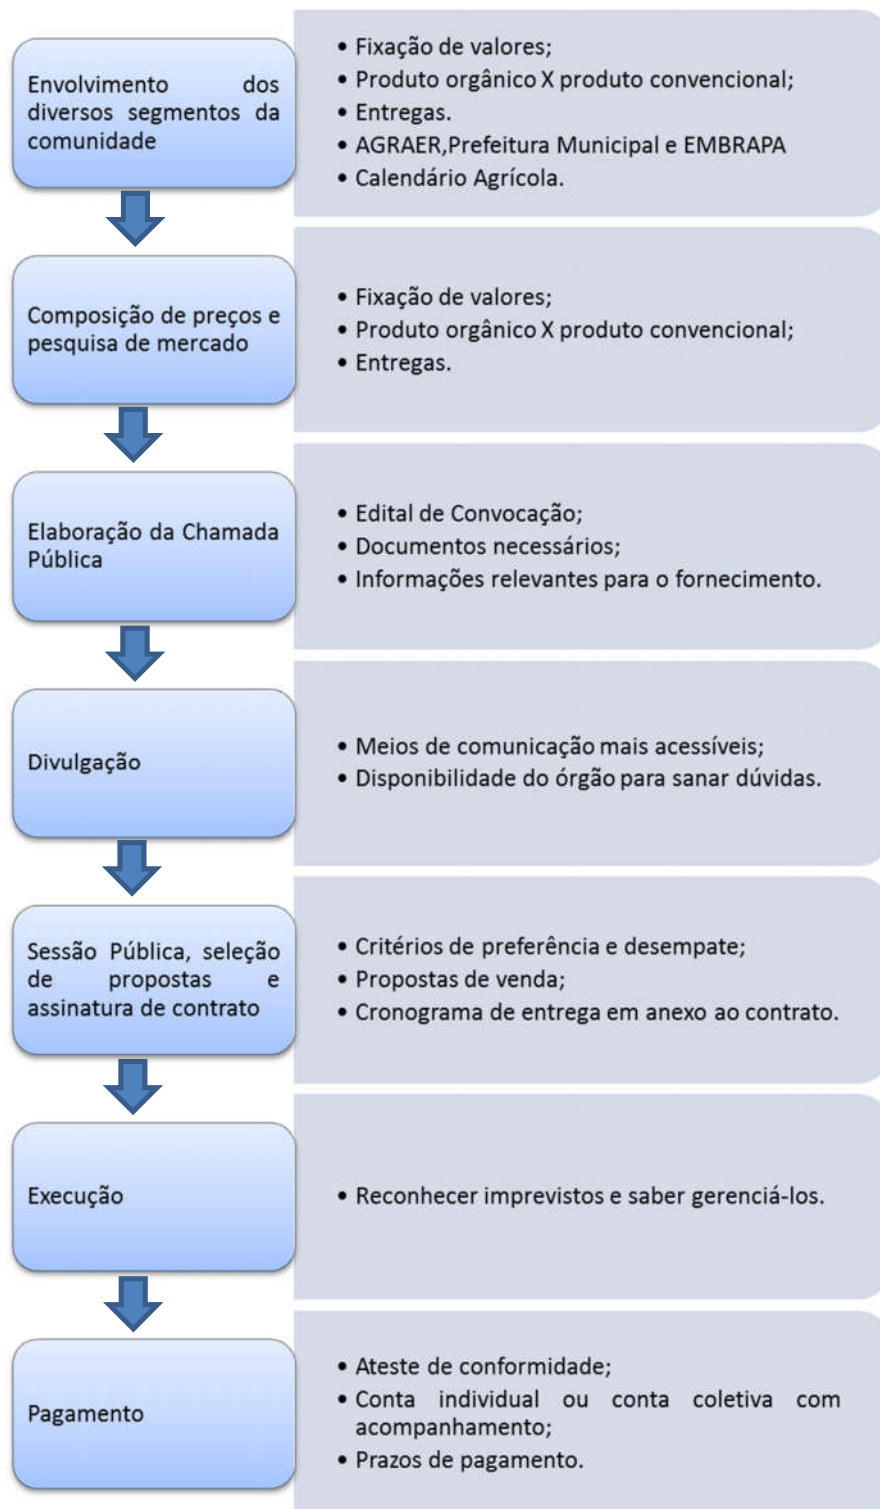 Envolvimento dos
diversos segmentos da
comunidade
• Fixação de valores;
• Produto orgânico X produto convencional;
• Entregas.
• AGRAER,Prefeitura Municipal e EMBRAPA
• Calendário Agrícola.
Composição de preços e
pesquisa de mercado
• Fixação de valores;
• Produto orgânico X produto convencional;
• Entregas.
Elaboração da Chamada
Pública
• Edital de Convocação;
• Documentos necessários;
• Informações relevantes para o fornecimento.
Divulgação
• Meios de comunicação mais acessíveis;
• Disponibilidade do órgão para sanar dúvidas.
Sessão Pública, seleção
de propostas e
assinatura de contrato
• Critérios de preferência e desempate;
• Propostas de venda;
• Cronograma de entrega em anexo ao contrato.
Execução
• Reconhecer imprevistos e saber gerenciá-los.
Pagamento
• Ateste de conformidade;
• Conta individual ou conta coletiva com
acompanhamento;
• Prazos de pagamento.